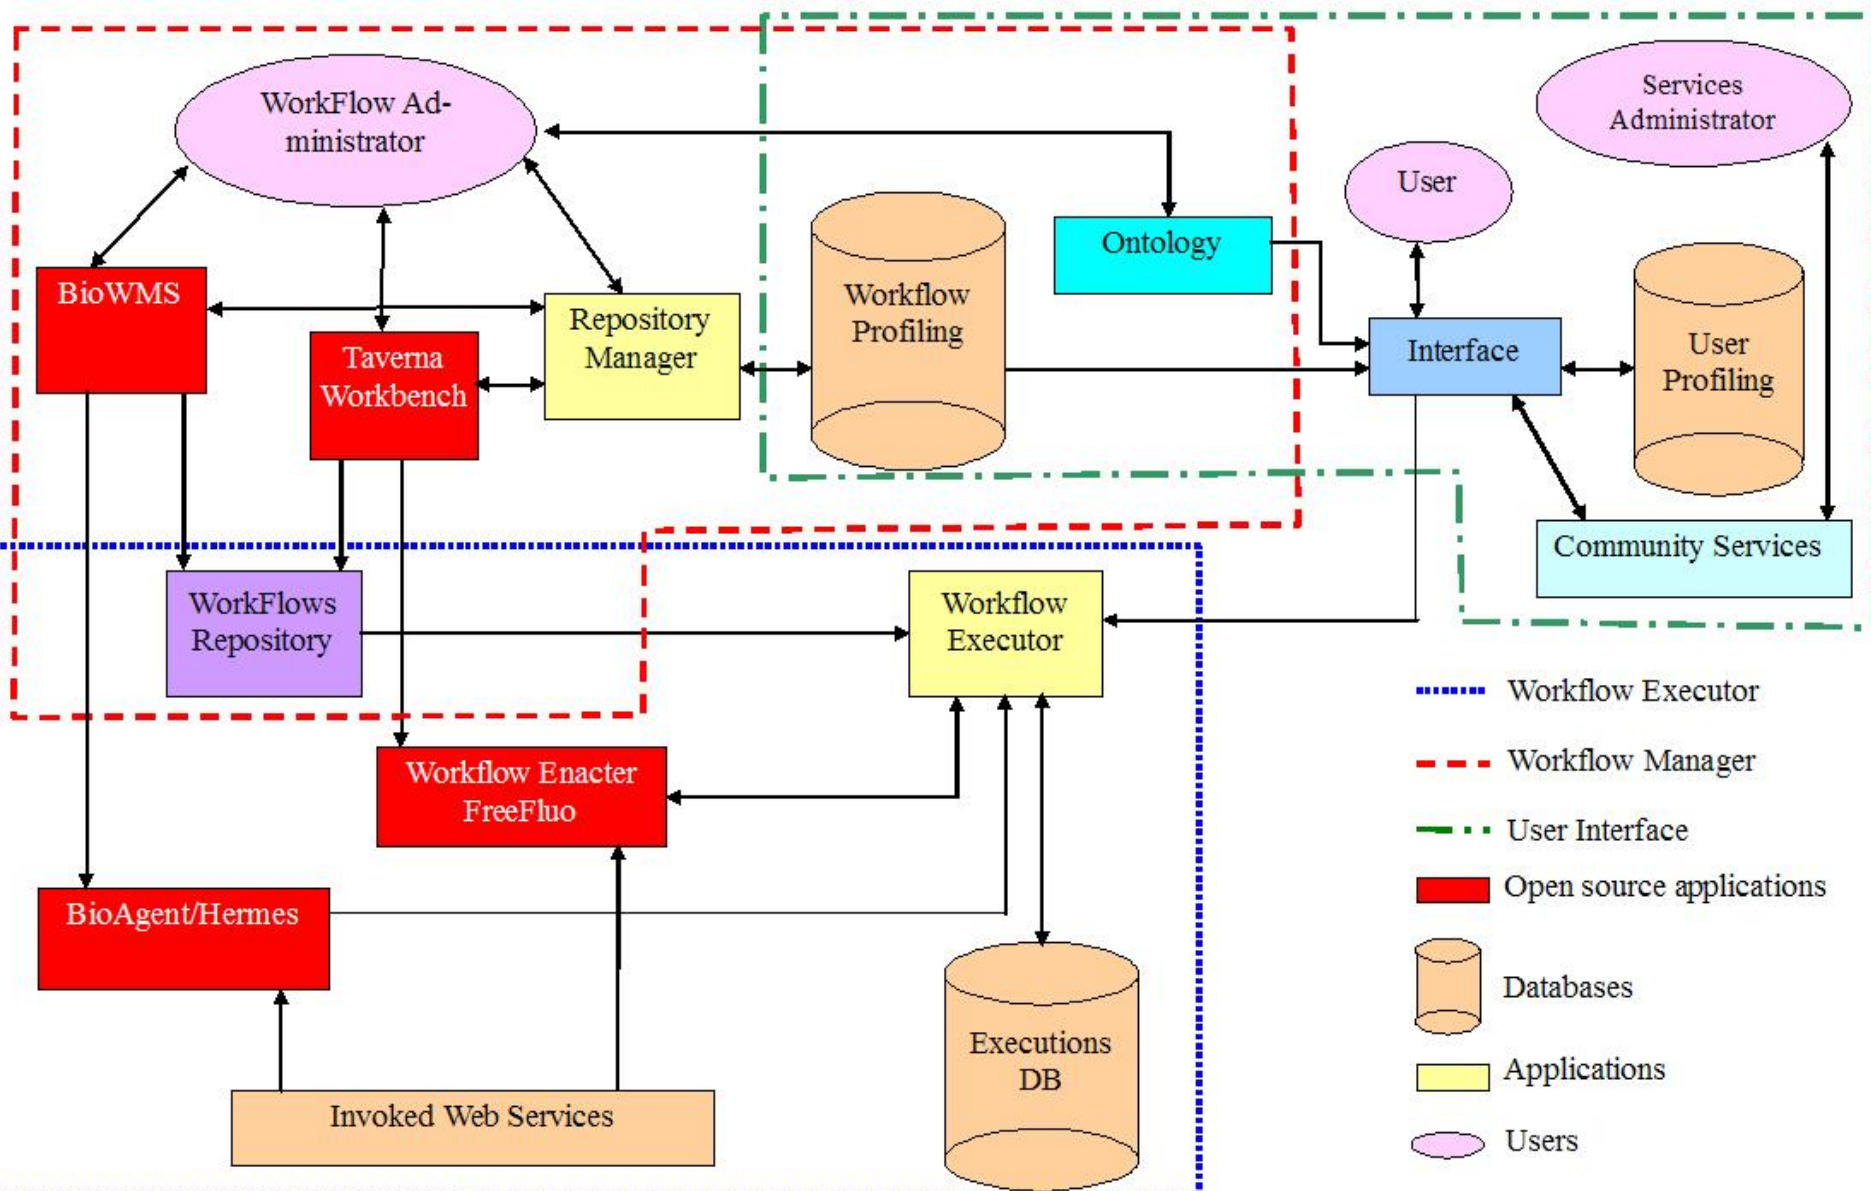 WorkFlow Ad-
ministrator
Services
Administrator
User
BioWMS
Ontology
Repository
Manager
Workflow
Profiling
Taverna
Workbench
Interface
User
Profiling
Community Services
WorkFlows
Repository
Workflow
Executor
Workflow Enacter
FreeFluo
BioAgent/Hermes
Executions
DB
Invoked Web Services
Workflow Executor
Workflow Manager
User Interface
Open source applications
Databases
Applications
Users